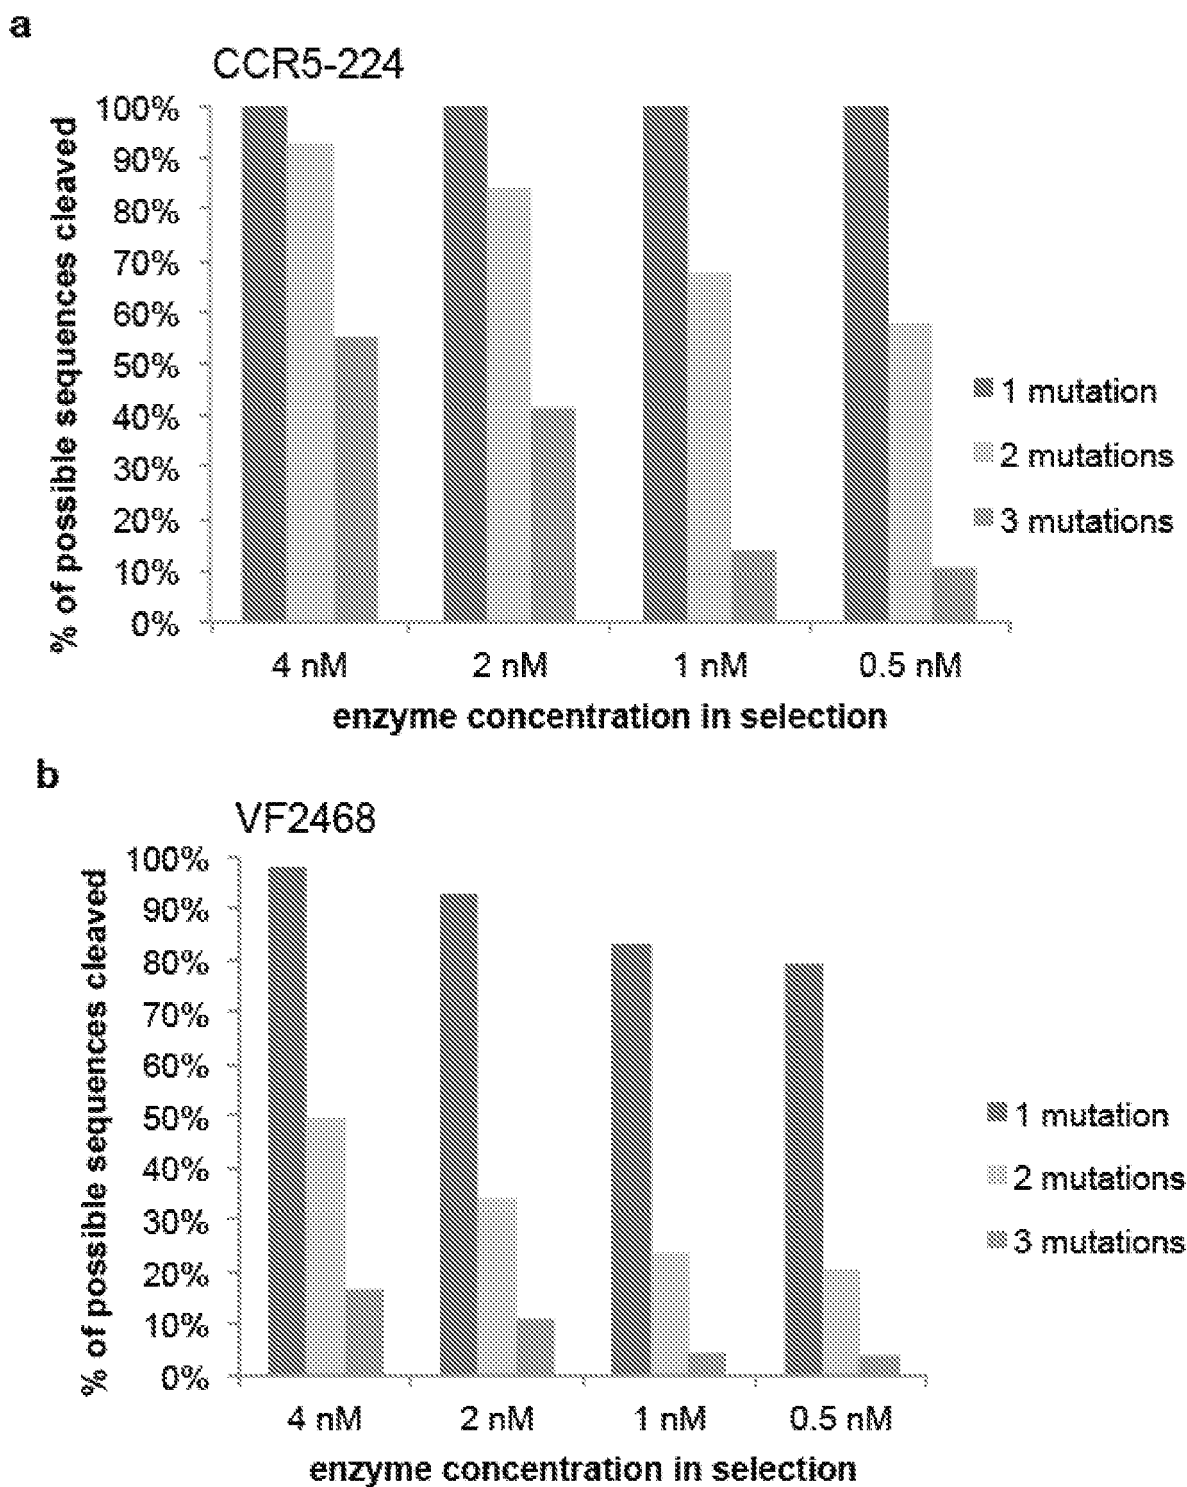 a
CCR5-224
% of possible sequences cleaved
100%
90%
80%
70%
60%
50%
40%
30%
20%
10%
0%
4 nM
2 nM
1 nM
0.5 nM
enzyme concentration in selection
1 mutation
2 mutations
3 mutations
b
VF2468
% of possible sequences cleaved
100%
90%
80%
70%
60%
50%
40%
30%
20%
10%
0%
4 nM
2 nM
1 nM
0.5 nM
enzyme concentration in selection
1 mutation
2 mutations
3 mutations